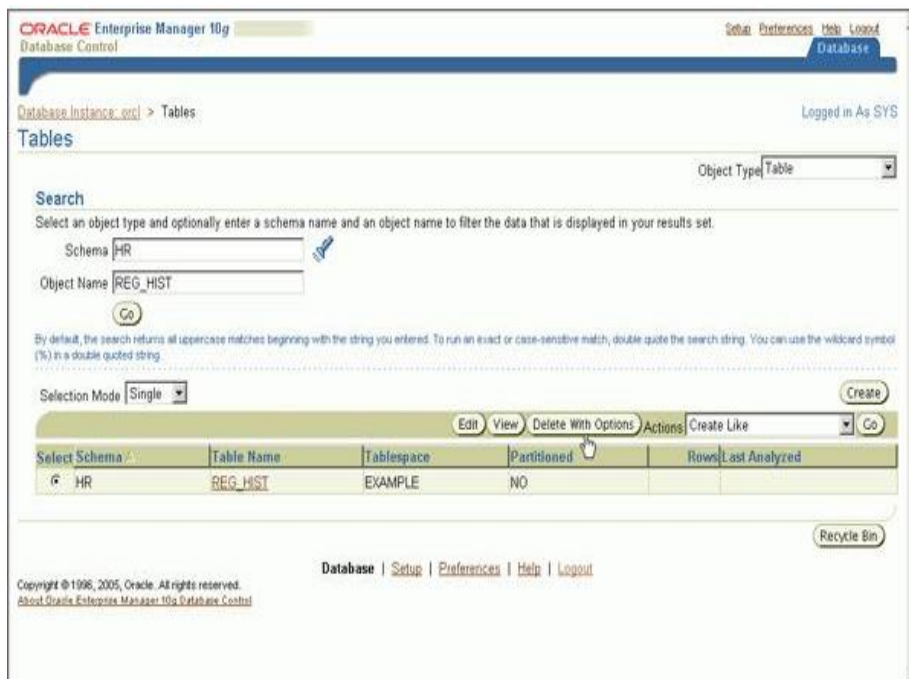 ORACLE Enterprise Manager 10g
Database Control
Setup Preferences Help Logout
Database
Database Instance: orcl > Tables
Logged in As SYS
Tables
Object Type Table
Search
Select an object type and optionally enter a schema name and an object name to filter the data that is displayed in your results set.
Schema HR
Object Name REG_HIST
Go
By default, the search returns all uppercase matches beginning with the string you entered. To run an exact or case-sensitive match, double quote the search string. You can use the wildcard symbol
(%) in a double quoted string.
Selection Mode Single
Create
Edit View Delete With Options Actions Create Like Go
Select Schema Table Name Tablespace Partitioned Rows Last Analyzed
HR REG_HIST EXAMPLE NO
Recycle Bin
Database | Setup | Preferences | Help | Logout
Copyright © 1996, 2005, Oracle. All rights reserved.
About Oracle Enterprise Manager 10g Database Control